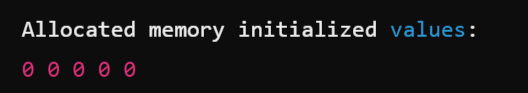 Allocated memory initialized values:
0 0 0 0 0